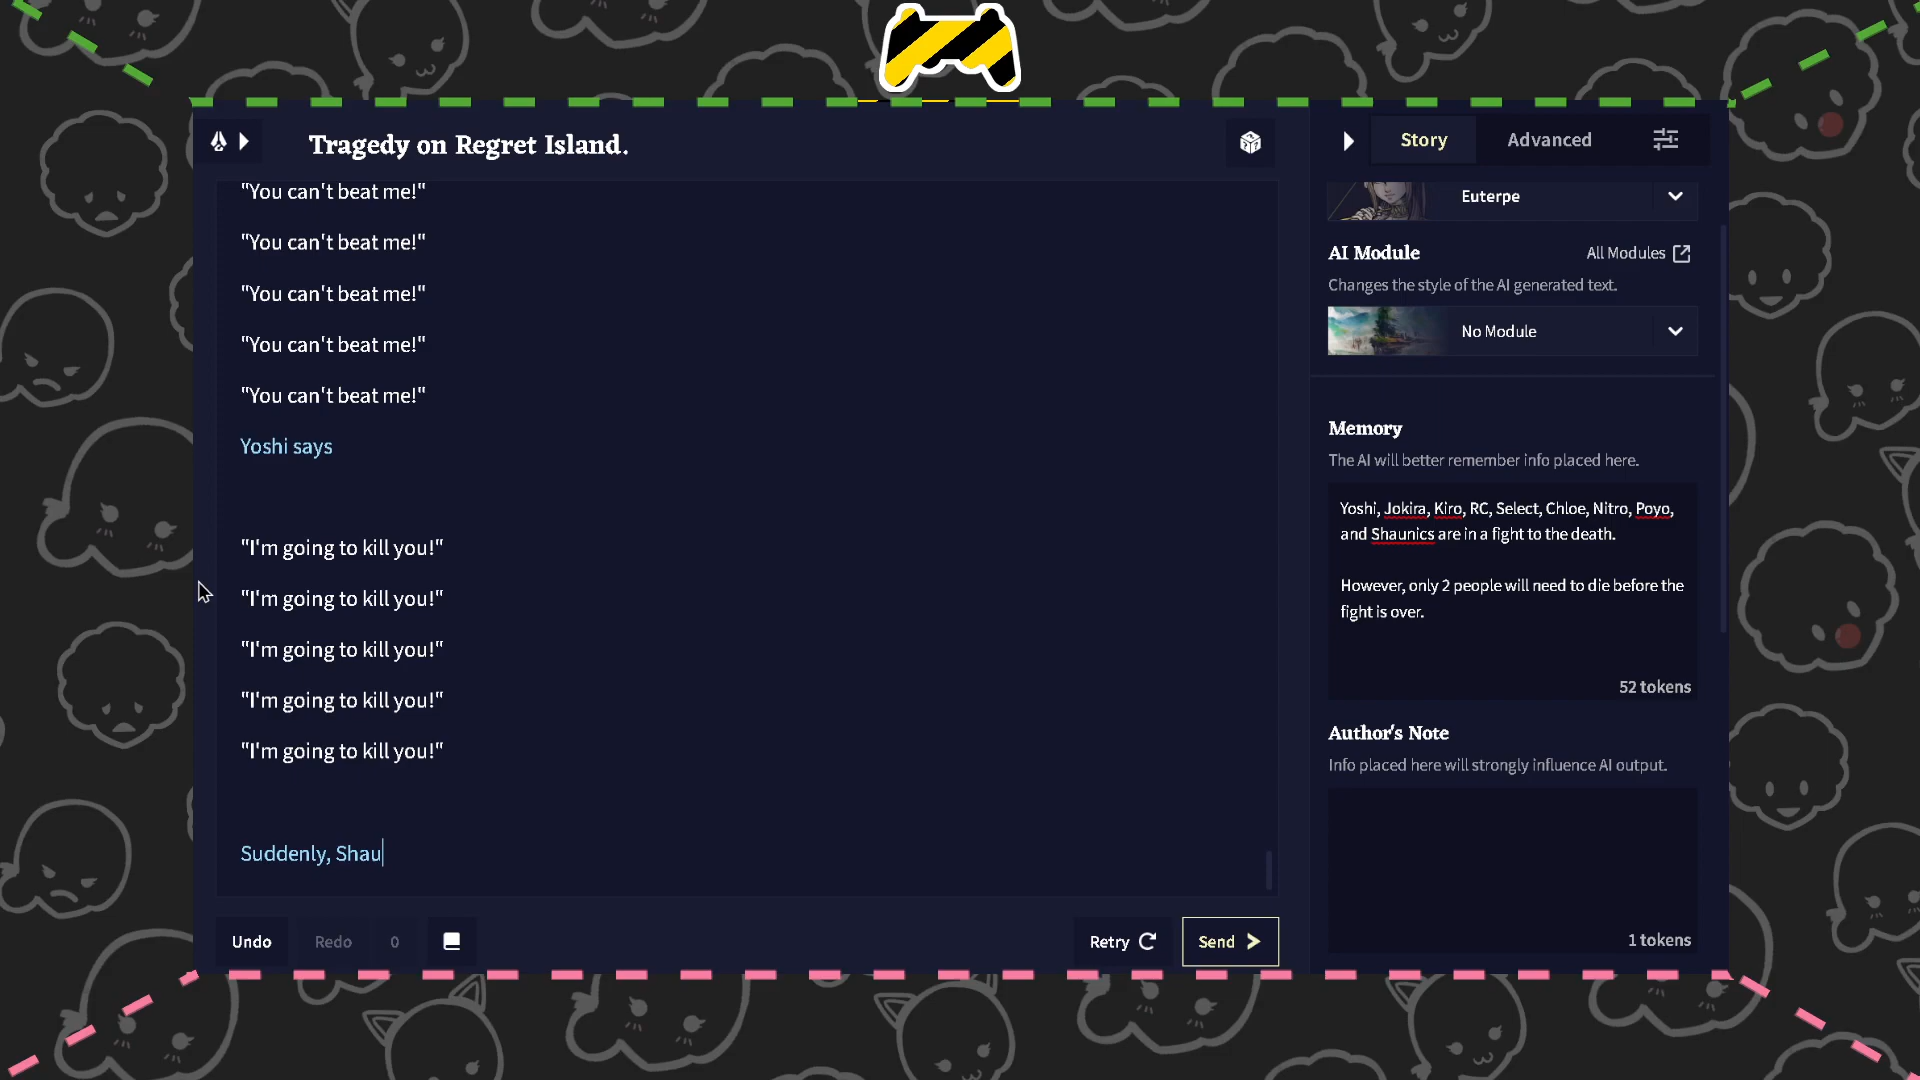 Tragedy on Regret Island.
Story
Advanced
"You can't beat me!"
"You can't beat me!"
"You can't beat me!"
"You can't beat me!"
"You can't beat me!"
Yoshi says
"I'm going to kill you!"
"I'm going to kill you!"
"I'm going to kill you!"
"I'm going to kill you!"
"I'm going to kill you!"
Suddenly, Shau
Undo
Redo
0
Retry
Send
Euterpe
AI Module
All Modules
Changes the style of the AI generated text.
No Module
Memory
The AI will better remember info placed here.
Yoshi, Jokira, Kiro, RC, Select, Chloe, Nitro, Poyo,
and Shaunics are in a fight to the death.
However, only 2 people will need to die before the
fight is over.
52 tokens
Author's Note
Info placed here will strongly influence AI output.
1 tokens